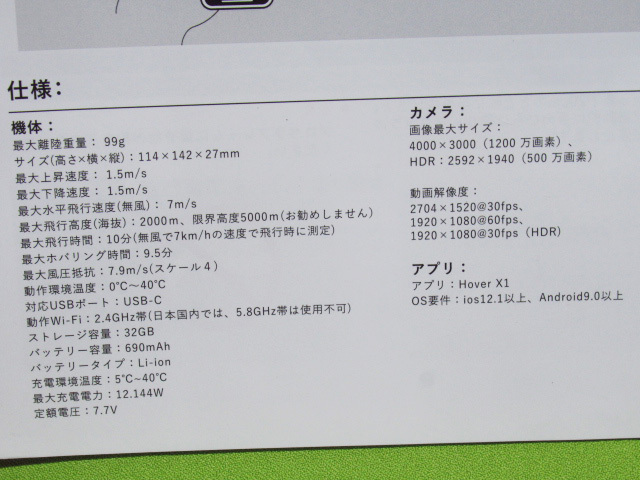 仕様：
機体：
最大離陸重量： 99g
サイズ(高さ×横×縦)：114×142×27mm
最大上昇速度： 1.5m/s
最大下降速度： 1.5m/s
最大水平飛行速度(無風)： 7m/s
最大飛行高度(海抜)：2000m、限界高度5000m(お勧めしません)
最大飛行時間：10分(無風で7km/hの速度で飛行時に測定)
最大ホバリング時間：9.5分
最大風圧抵抗：7.9m/s(スケール4)
動作環境温度：0℃~40℃
対応USBポート：USB-C
動作Wi-Fi：2.4GHz帯(日本国内では、5.8GHz帯は使用不可)
ストレージ容量：32GB
バッテリー容量：690mAh
バッテリータイプ：Li-ion
充電環境温度：5℃~40℃
最大充電電力：12.144W
定額電圧：7.7V
カメラ：
画像最大サイズ：
4000×3000（1200万画素）、
HDR：2592×1940（500万画素）
動画解像度：
2704×1520@30fps、
1920×1080@60fps、
1920×1080@30fps（HDR）
アプリ：
アプリ：Hover X1
OS要件：ios12.1以上、Android9.0以上